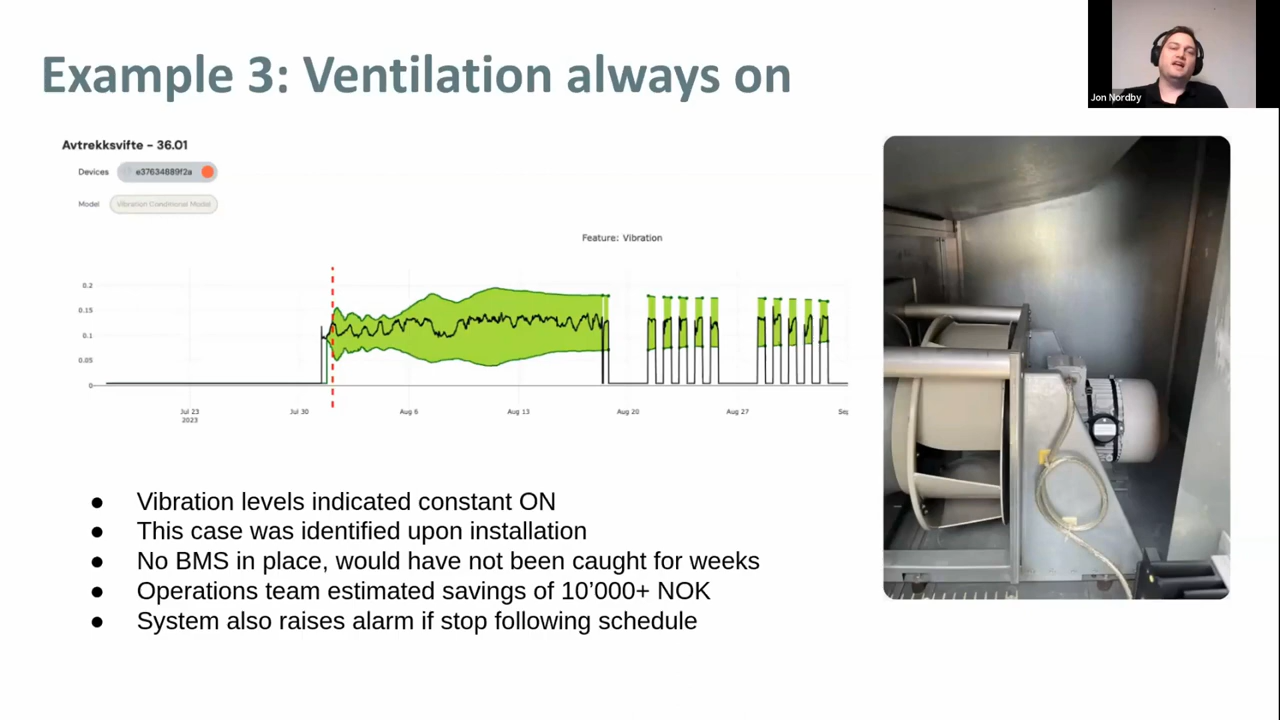 Example 3: Ventilation always on
Jon Nordby
Avtrekksvifte - 36.01
Devices e37634889f2a
Model Vibration Conditional Model
Feature: Vibration
0.2
0.15
0.1
0.05
0
Jul 23 Jul 30 Aug 6 Aug 13 Aug 20 Aug 27 Sep
2023
● Vibration levels indicated constant ON
● This case was identified upon installation
● No BMS in place, would have not been caught for weeks
● Operations team estimated savings of 10’000+ NOK
● System also raises alarm if stop following schedule